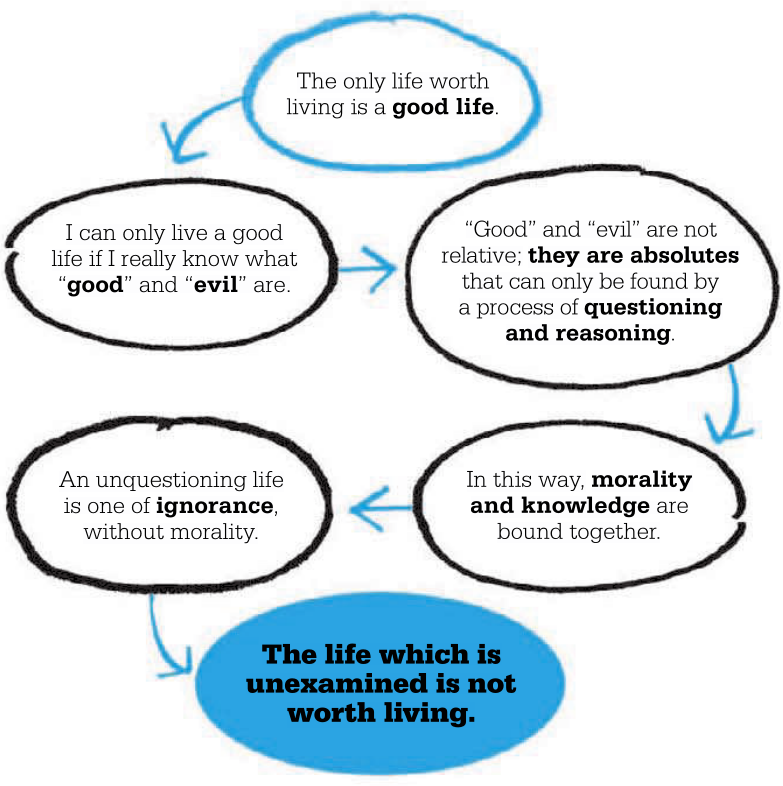 The only life worth
living is a good life.
I can only live a good
life if I really know what
“good” and “evil” are.
“Good” and “evil” are not
relative; they are absolutes
that can only be found by
a process of questioning
and reasoning.
In this way, morality
and knowledge are
bound together.
An unquestioning life
is one of ignorance,
without morality.
The life which is
unexamined is not
worth living.